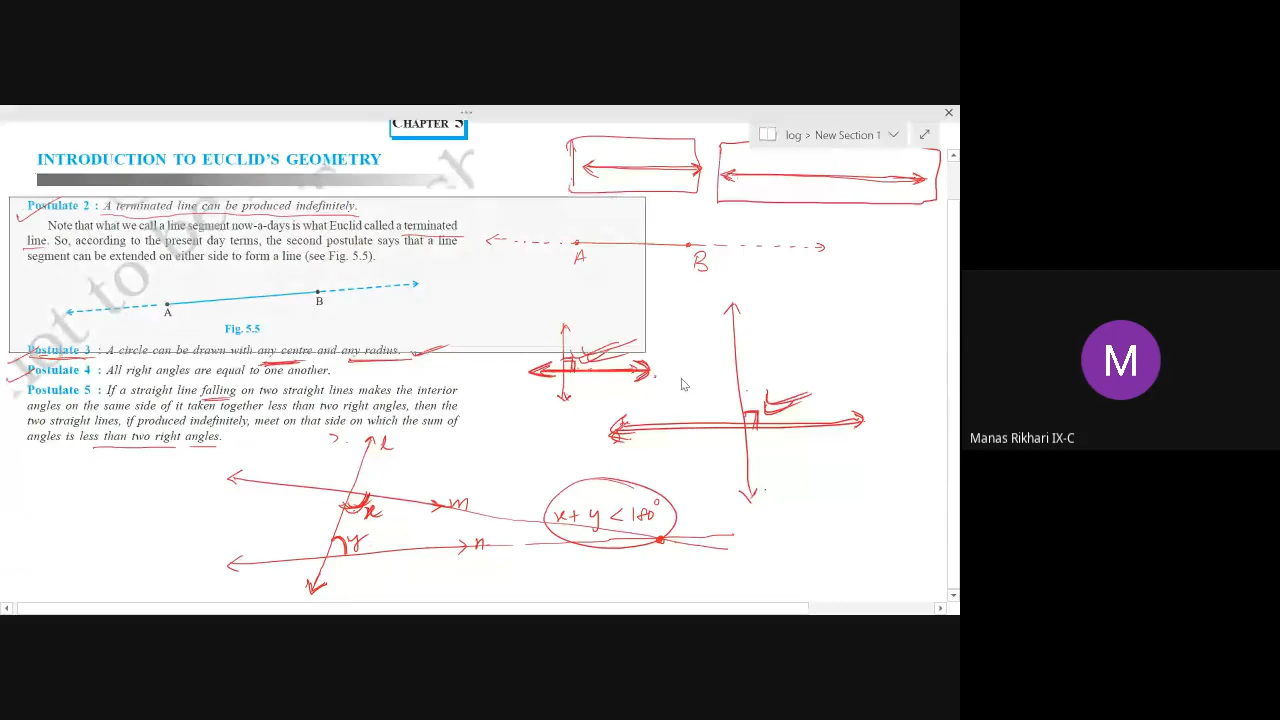 CHAPTER 5
log > New Section 1
INTRODUCTION TO EUCLID'S GEOMETRY
Postulate 2 : A terminated line can be produced indefinitely.
Note that what we call a line segment now-a-days is what Euclid called a terminated
line. So, according to the present day terms, the second postulate says that a line
segment can be extended on either side to form a line (see Fig. 5.5).
A B
A B
Fig. 5.5
Postulate 3 : A circle can be drawn with any centre and any radius.
Postulate 4 : All right angles are equal to one another.
Postulate 5 : If a straight line falling on two straight lines makes the interior
angles on the same side of it taken together less than two right angles, then the
two straight lines, if produced indefinitely, meet on that side on which the sum of
angles is less than two right angles.
l
m
x
x + y < 180°
y
n
not to be
M
Manas Rikhari IX-C